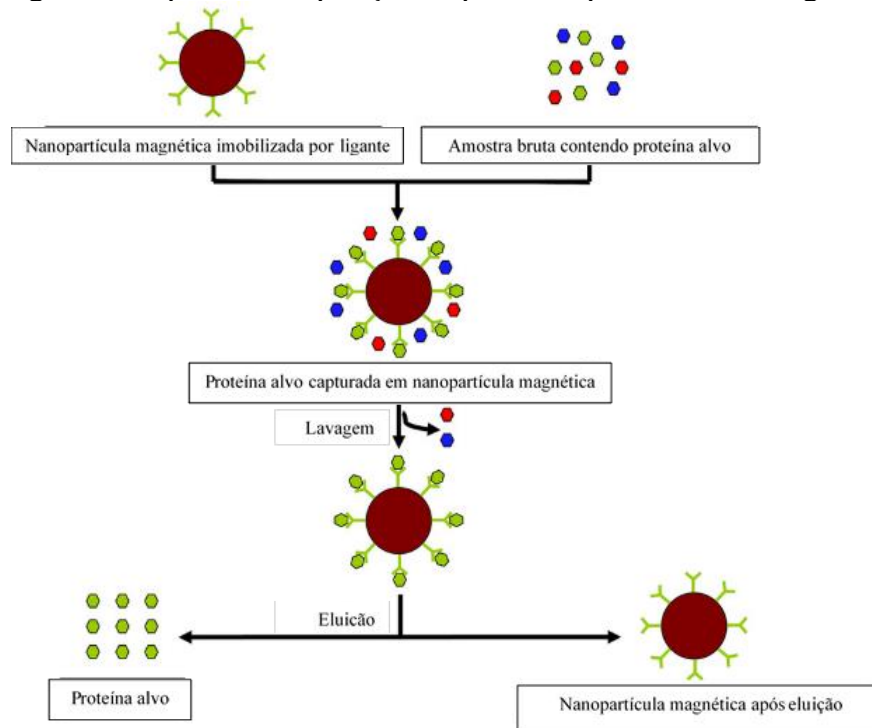 Nanopartícula magnética imobilizada por ligante
Amostra bruta contendo proteína alvo
Proteína alvo capturada em nanopartícula magnética
Lavagem
Eluição
Proteína alvo
Nanopartícula magnética após eluição